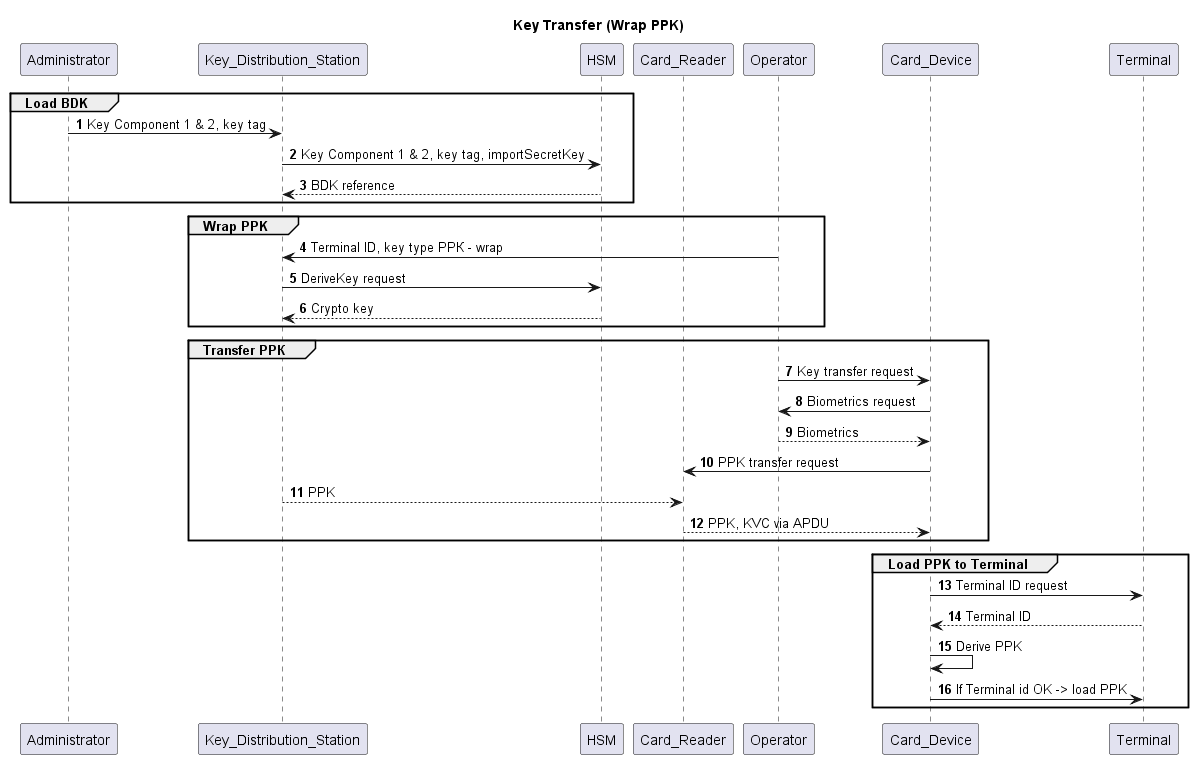 Key Transfer (Wrap PPK)
Administrator Key_Distribution_Station HSM Card_Reader Operator Card_Device Terminal
Load BDK
1 Key Component 1 & 2, key tag
2 Key Component 1 & 2, key tag, importSecretKey
3 BDK reference
Wrap PPK
4 Terminal ID, key type PPK - wrap
5 DeriveKey request
6 Crypto key
Transfer PPK
7 Key transfer request
8 Biometrics request
9 Biometrics
10 PPK transfer request
11 PPK
12 PPK, KVC via APDU
Load PPK to Terminal
13 Terminal ID request
14 Terminal ID
15 Derive PPK
16 If Terminal id OK -> load PPK
Administrator Key_Distribution_Station HSM Card_Reader Operator Card_Device Terminal